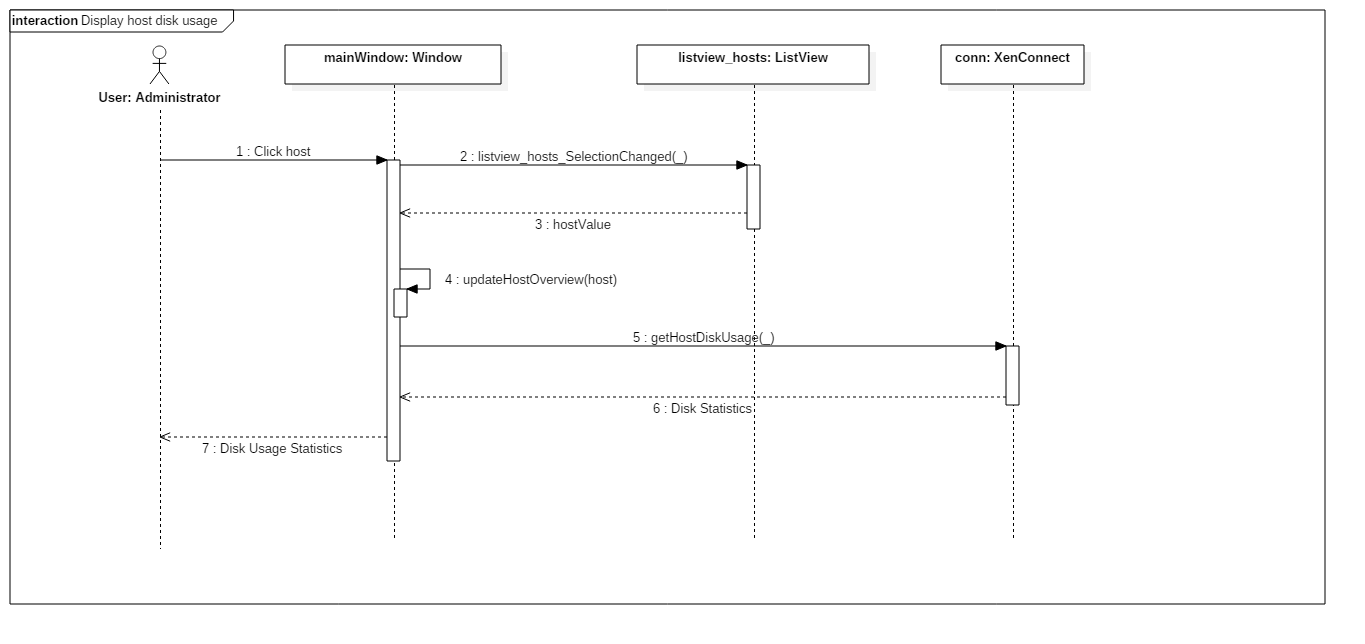 interaction Display host disk usage
mainWindow: Window
listview_hosts: ListView
conn: XenConnect
User: Administrator
1 : Click host
2 : listview_hosts_SelectionChanged(_)
3 : hostValue
4 : updateHostOverview(host)
5 : getHostDiskUsage(_)
6 : Disk Statistics
7 : Disk Usage Statistics